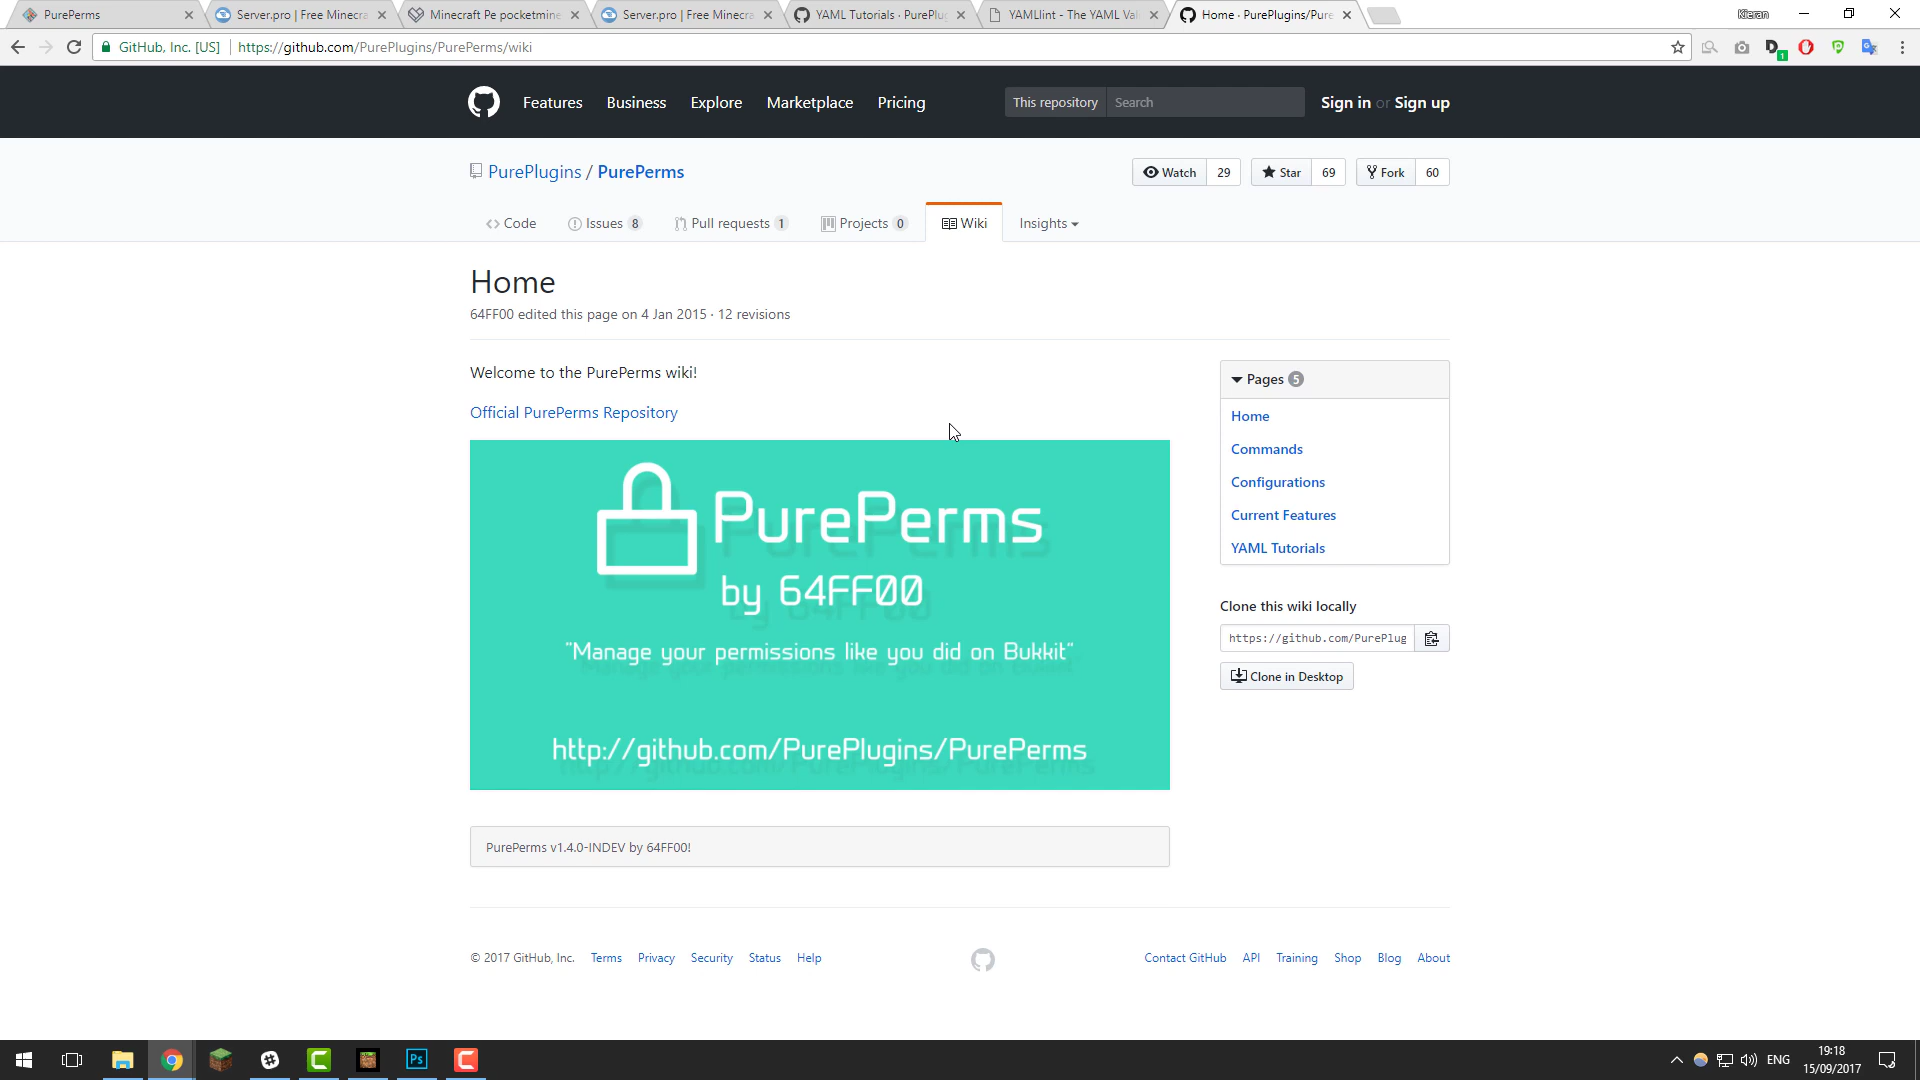 PurePerms
Server.pro | Free Minecra
Minecraft Pe pocketmine
Server.pro | Free Minecra
YAML Tutorials · PurePlug
YAMLlint - The YAML Val
Home · PurePlugins/Pure
Kieran
GitHub, Inc. [US] https://github.com/PurePlugins/PurePerms/wiki
1
Features Business Explore Marketplace Pricing This repository Search Sign in or Sign up
PurePlugins / PurePerms Watch 29 Star 69 Fork 60
Code Issues 8 Pull requests 1 Projects 0 Wiki Insights
Home
64FF00 edited this page on 4 Jan 2015 · 12 revisions
Welcome to the PurePerms wiki!
Official PurePerms Repository
PurePerms
by 64FF00
"Manage your permissions like you did on Bukkit"
http://github.com/PurePlugins/PurePerms
PurePerms v1.4.0-INDEV by 64FF00!
Pages 5
Home
Commands
Configurations
Current Features
YAML Tutorials
Clone this wiki locally
https://github.com/PurePlug
Clone in Desktop
© 2017 GitHub, Inc. Terms Privacy Security Status Help Contact GitHub API Training Shop Blog About
Ps
ENG
19:18
15/09/2017